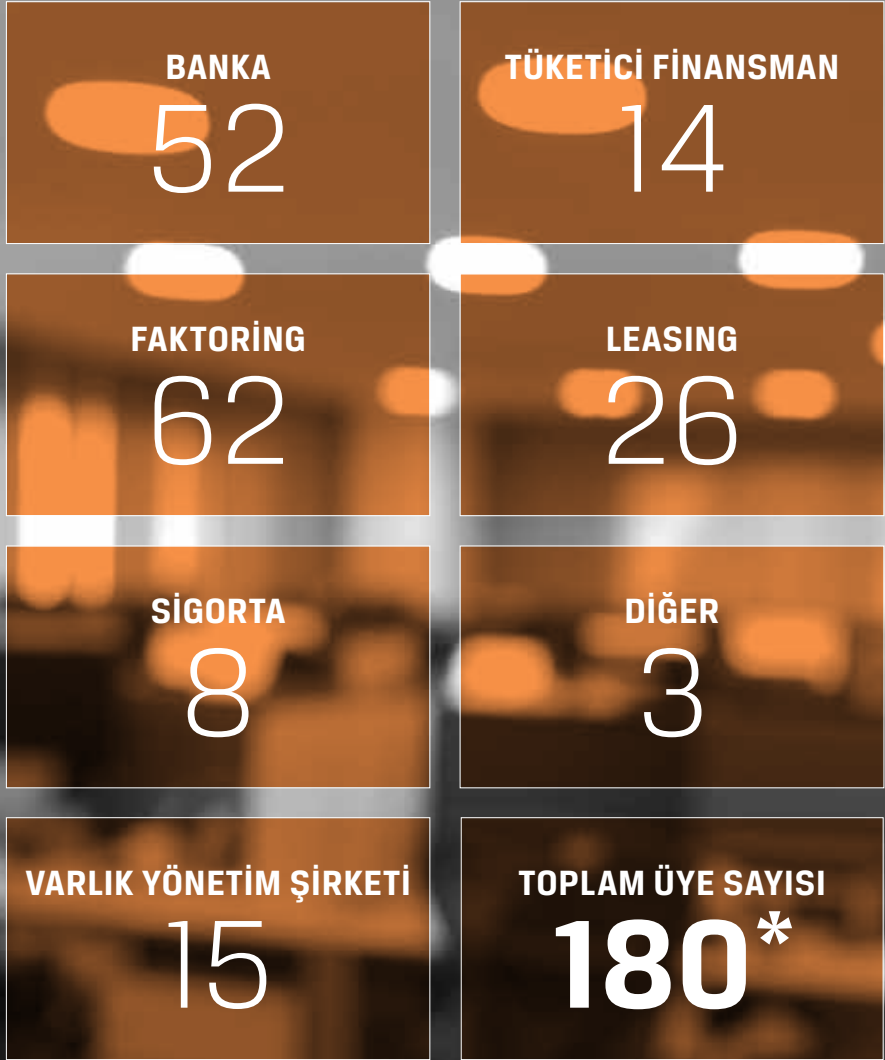 BANKA
52
TÜKETİCİ FİNANSMAN
14
FAKTORİNG
62
LEASING
26
SİGORTA
8
DİĞER
3
VARLIK YÖNETİM ŞİRKETİ
15
TOPLAM ÜYE SAYISI
180*